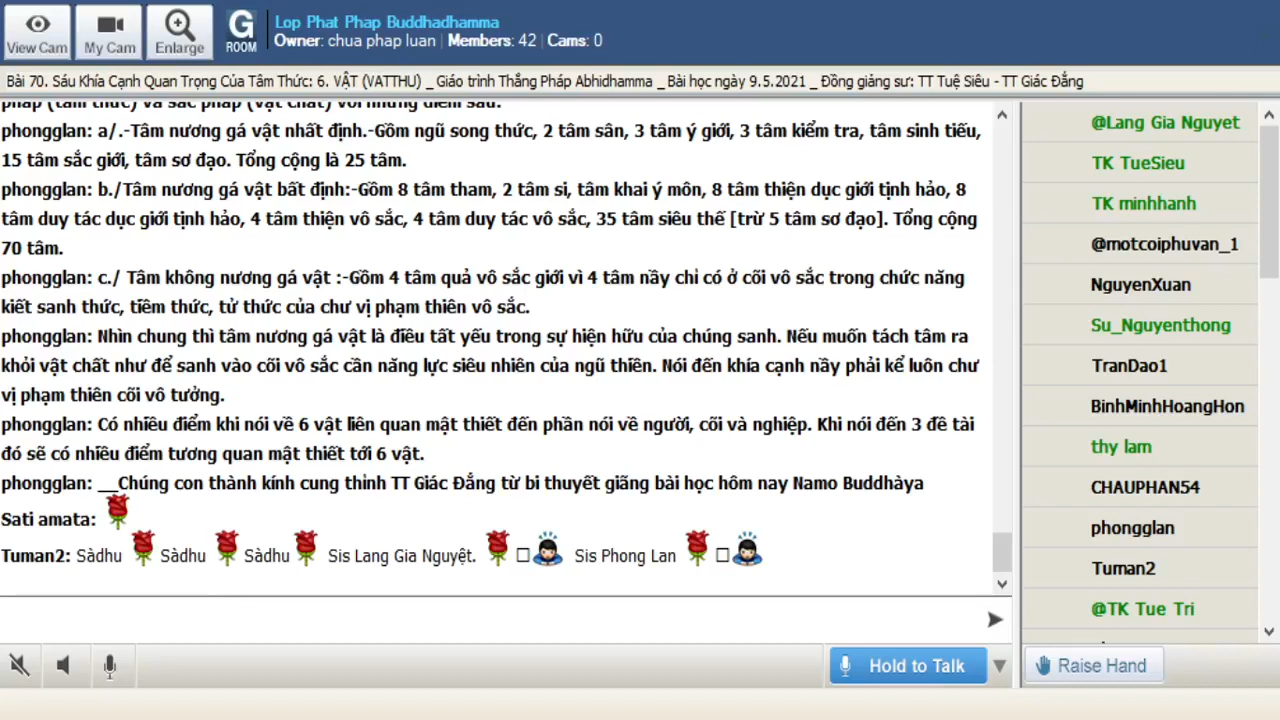 View Cam
My Cam
Enlarge
G
ROOM
Lop Phat Phap Buddhadhamma
Owner: chua phap luan | Members: 42 | Cams: 0
Bài 70. Sáu Khía Cạnh Quan Trọng Của Tâm Thức: 6. VẬT (VATTHU) _ Giáo trình Thắng Pháp Abhidhamma _ Bài học ngày 9.5.2021 _ Đồng giảng sư: TT Tuệ Siêu - TT Giác Đẳng
pháp (tâm thức) và sắc pháp (vật chất) với những điểm sau:
phongglan: a/.-Tâm nương gá vật nhất định.-Gồm ngũ song thức, 2 tâm sân, 3 tâm ý giới, 3 tâm kiểm tra, tâm sinh tiếu,
15 tâm sắc giới, tâm sơ đạo. Tổng cộng là 25 tâm.
phongglan: b./Tâm nương gá vật bất định:-Gồm 8 tâm tham, 2 tâm si, tâm khai ý môn, 8 tâm thiện dục giới tịnh hảo, 8
tâm duy tác dục giới tịnh hảo, 4 tâm thiện vô sắc, 4 tâm duy tác vô sắc, 35 tâm siêu thế [trừ 5 tâm sơ đạo]. Tổng cộng
70 tâm.
phongglan: c./ Tâm không nương gá vật :-Gồm 4 tâm quả vô sắc giới vì 4 tâm nầy chỉ có ở cõi vô sắc trong chức năng
kiết sanh thức, tiềm thức, tử thức của chư vị phạm thiên vô sắc.
phongglan: Nhìn chung thì tâm nương gá vật là điều tất yếu trong sự hiện hữu của chúng sanh. Nếu muốn tách tâm ra
khỏi vật chất như để sanh vào cõi vô sắc cần năng lực siêu nhiên của ngũ thiền. Nói đến khía cạnh nầy phải kể luôn chư
vị phạm thiên cõi vô tưởng.
phongglan: Có nhiều điểm khi nói về 6 vật liên quan mật thiết đến phần nói về người, cõi và nghiệp. Khi nói đến 3 đề tài
đó sẽ có nhiều điểm tương quan mật thiết tới 6 vật.
phongglan: __Chúng con thành kính cung thỉnh TT Giác Đẳng từ bi thuyết giãng bài học hôm nay Namo Buddhàya
Sati amata:
Tuman2: Sàdhu Sàdhu Sàdhu Sis Lang Gia Nguyệt. Sis Phong Lan
@Lang Gia Nguyet
TK TueSieu
TK minhhanh
@motcoiphuvan_1
NguyenXuan
Su_Nguyenthong
TranDao1
BinhMinhHoangHon
thy lam
CHAUPHAN54
phongglan
Tuman2
@TK Tue Tri
Hold to Talk
Raise Hand